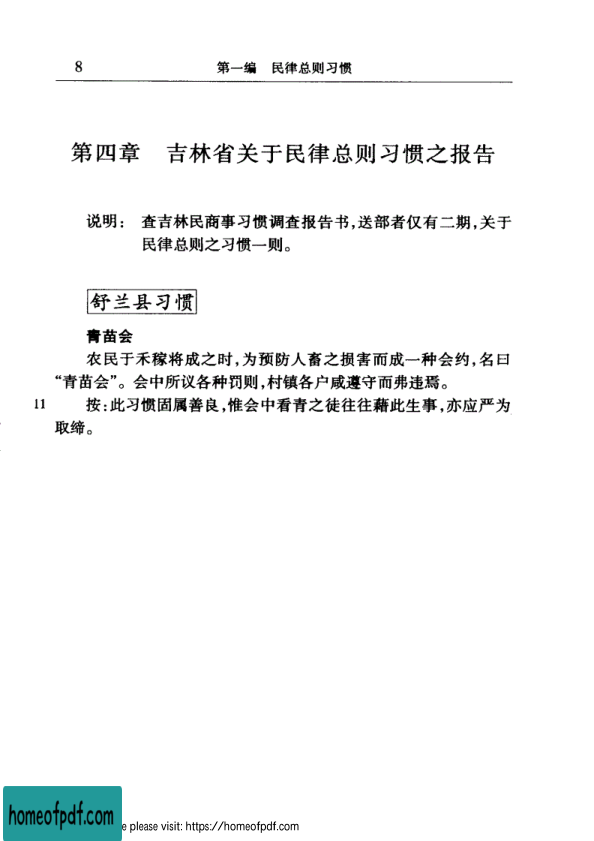 8 第一编 民律总则习惯
第四章 吉林省关于民律总则习惯之报告
说明： 查吉林民商事习惯调查报告书，送部者仅有二期，关于
民律总则之习惯一则。
舒兰县习惯
青苗会
农民于禾稼将成之时，为预防人畜之损害而成一种会约，名曰
“青苗会”。会中所议各种罚则，村镇各户咸遵守而弗违焉。
11 按：此习惯固属善良，惟会中看青之徒往往藉此生事，亦应严为
取缔。
homeofpdf.com
e please visit: https://homeofpdf.com